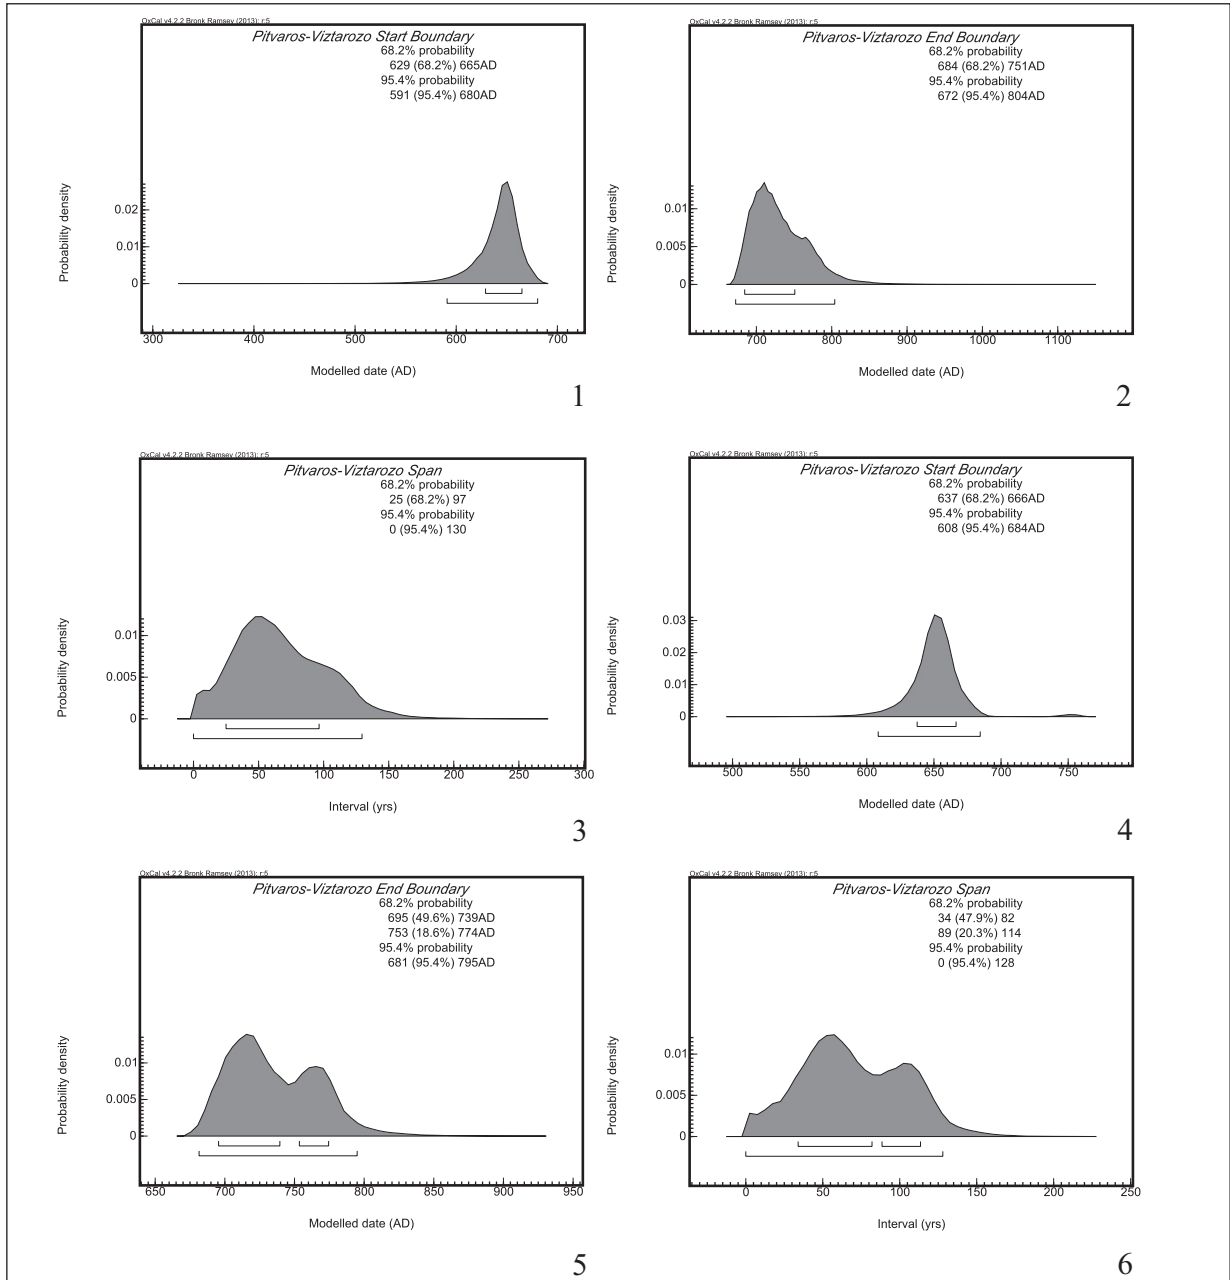 OxCal v4.2.2 Bronk Ramsey (2013); r:5
Pitvaros-Viztarozo Start Boundary
68.2% probability
629 (68.2%) 665AD
95.4% probability
591 (95.4%) 680AD
Probability density
0.02
0.01
0
300 400 500 600 700
Modelled date (AD)
1
OxCal v4.2.2 Bronk Ramsey (2013); r:5
Pitvaros-Viztarozo End Boundary
68.2% probability
684 (68.2%) 751AD
95.4% probability
672 (95.4%) 804AD
Probability density
0.01
0.005
0
700 800 900 1000 1100
Modelled date (AD)
2
OxCal v4.2.2 Bronk Ramsey (2013); r:5
Pitvaros-Viztarozo Span
68.2% probability
25 (68.2%) 97
95.4% probability
0 (95.4%) 130
Probability density
0.01
0.005
0
0 50 100 150 200 250 300
Interval (yrs)
3
OxCal v4.2.2 Bronk Ramsey (2013); r:5
Pitvaros-Viztarozo Start Boundary
68.2% probability
637 (68.2%) 666AD
95.4% probability
608 (95.4%) 684AD
Probability density
0.03
0.02
0.01
0
500 550 600 650 700 750
Modelled date (AD)
4
OxCal v4.2.2 Bronk Ramsey (2013); r:5
Pitvaros-Viztarozo End Boundary
68.2% probability
695 (49.6%) 739AD
753 (18.6%) 774AD
95.4% probability
681 (95.4%) 795AD
Probability density
0.01
0.005
0
650 700 750 800 850 900 950
Modelled date (AD)
5
OxCal v4.2.2 Bronk Ramsey (2013); r:5
Pitvaros-Viztarozo Span
68.2% probability
34 (47.9%) 82
89 (20.3%) 114
95.4% probability
0 (95.4%) 128
Probability density
0.01
0.005
0
0 50 100 150 200 250
Interval (yrs)
6